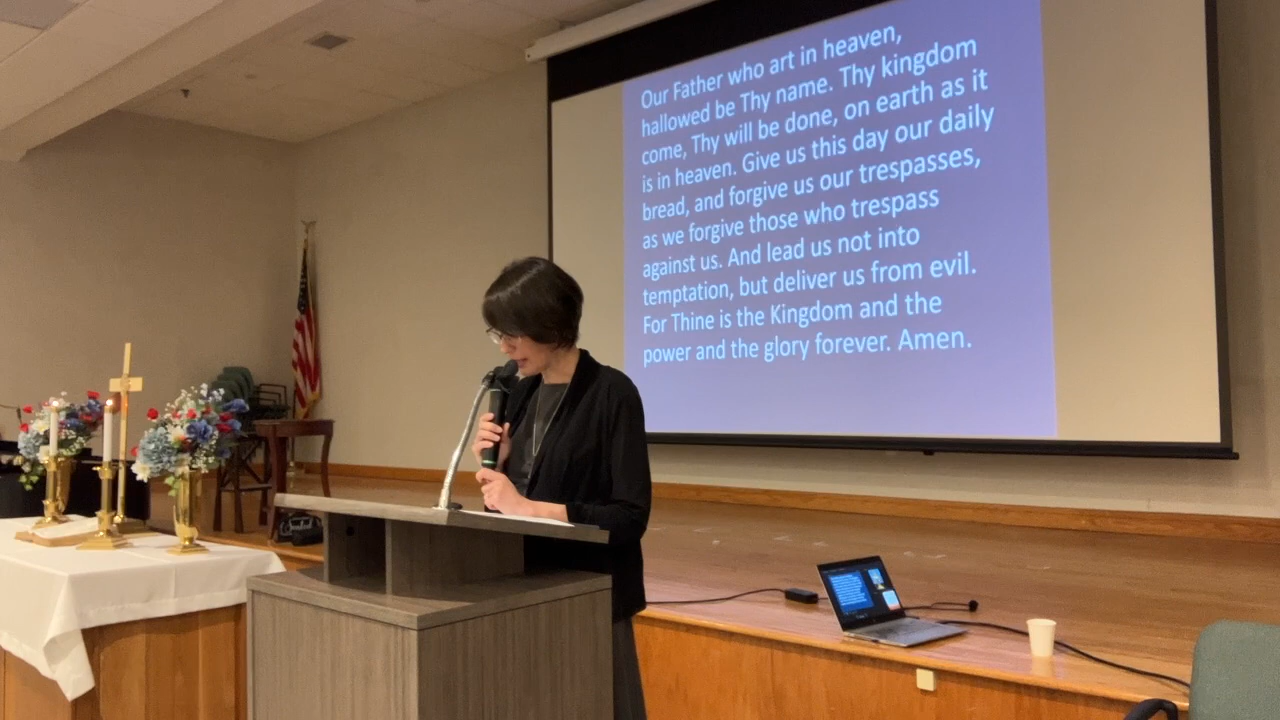 Our Father who art in heaven,
hallowed be Thy name. Thy kingdom
come, Thy will be done, on earth as it
is in heaven. Give us this day our daily
bread, and forgive us our trespasses,
as we forgive those who trespass
against us. And lead us not into
temptation, but deliver us from evil.
For Thine is the Kingdom and the
power and the glory forever. Amen.